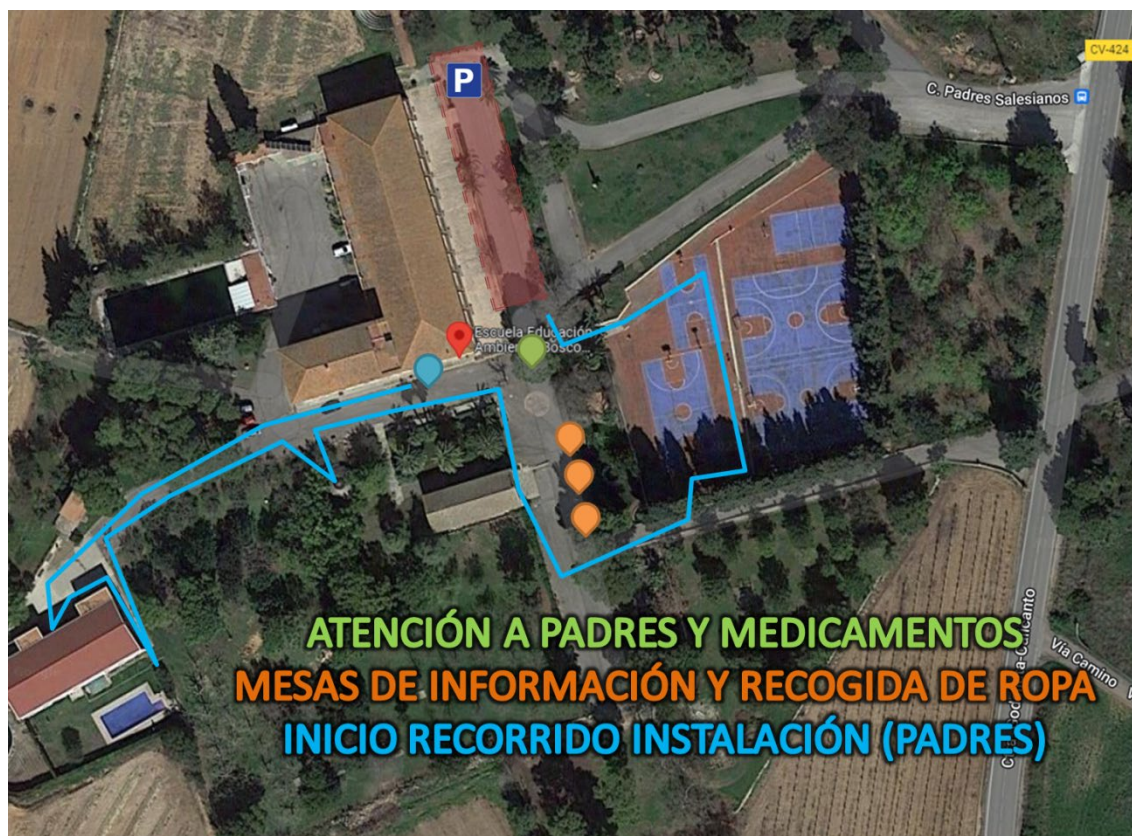 P
CV-424
C. Padres Salesianos
Escuela Educación
Ambiental Bosco...
ATENCIÓN A PADRES Y MEDICAMENTOS
MESAS DE INFORMACIÓN Y RECOGIDA DE ROPA
INICIO RECORRIDO INSTALACIÓN (PADRES)
Vía Camino